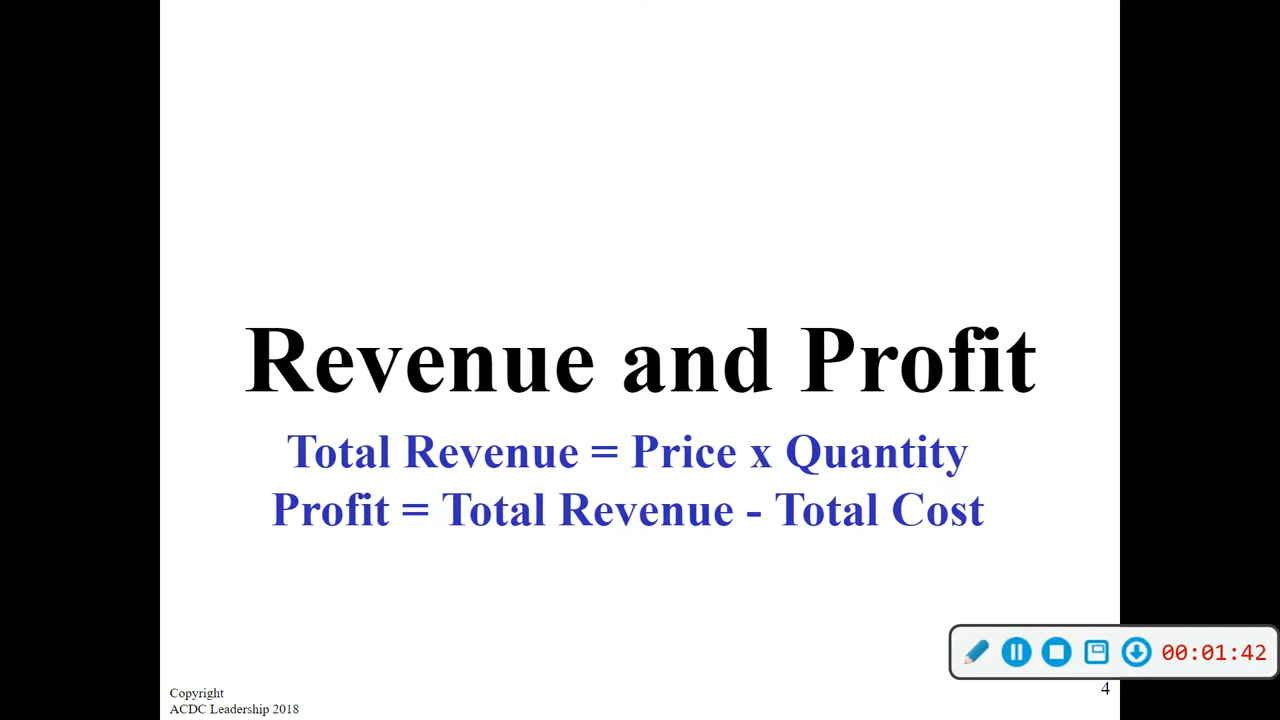 Revenue and Profit
Total Revenue = Price x Quantity
Profit = Total Revenue - Total Cost
00:01:42
4
Copyright
ACDC Leadership 2018